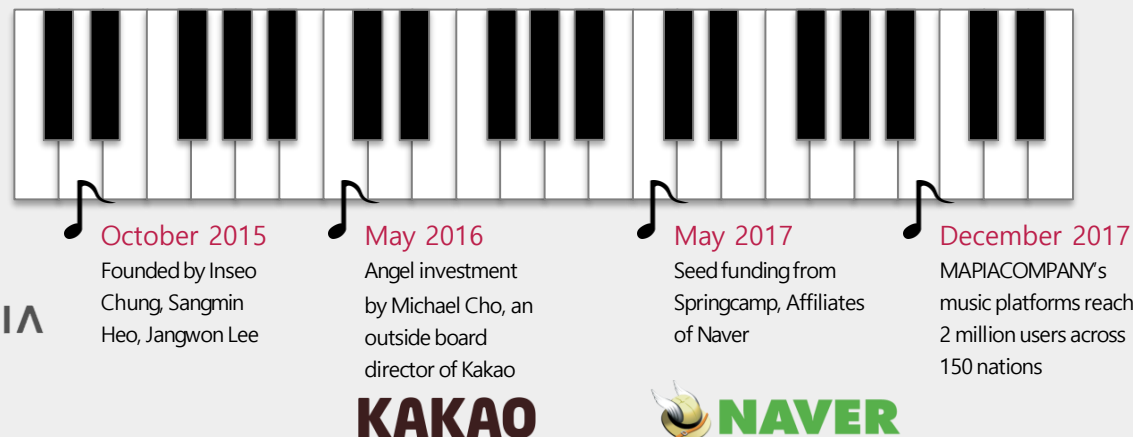 October 2015
Founded by Inseo
Chung, Sangmin
Heo, Jangwon Lee
May 2016
Angel investment
by Michael Cho, an
outside board
director of Kakao
KAKAO
May 2017
Seed funding from
Springcamp, Affiliates
of Naver
NAVER
December 2017
MAPIACOMPANY's
music platforms reach
2 million users across
150 nations